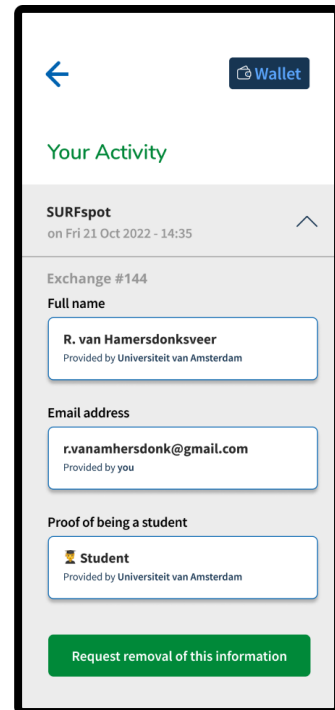 Wallet
Your Activity
SURFspot
on Fri 21 Oct 2022 - 14:35
Exchange #144
Full name
R. van Hamersdonksveer
Provided by Universiteit van Amsterdam
Email address
r.vanamhersdonk@gmail.com
Provided by you
Proof of being a student
Student
Provided by Universiteit van Amsterdam
Request removal of this information